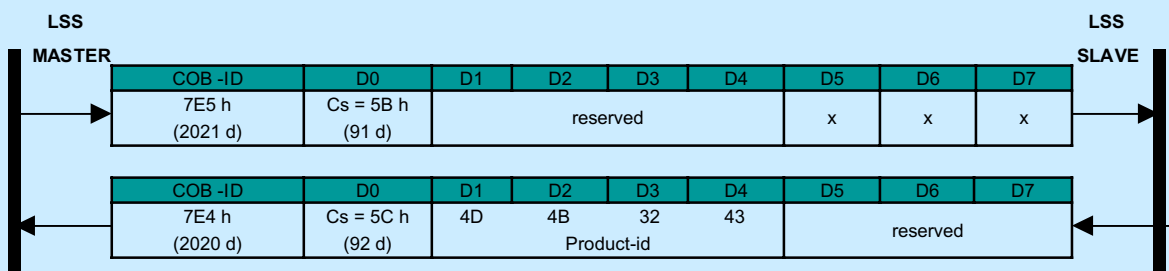 LSS LSS
MASTER SLAVE
COB -ID D0 D1 D2 D3 D4 D5 D6 D7
7E5 h Cs = 5B h reserved x x x
(2021 d) (91 d)
COB -ID D0 D1 D2 D3 D4 D5 D6 D7
7E4 h Cs = 5C h 4D 4B 32 43 reserved
(2020 d) (92 d) Product-id